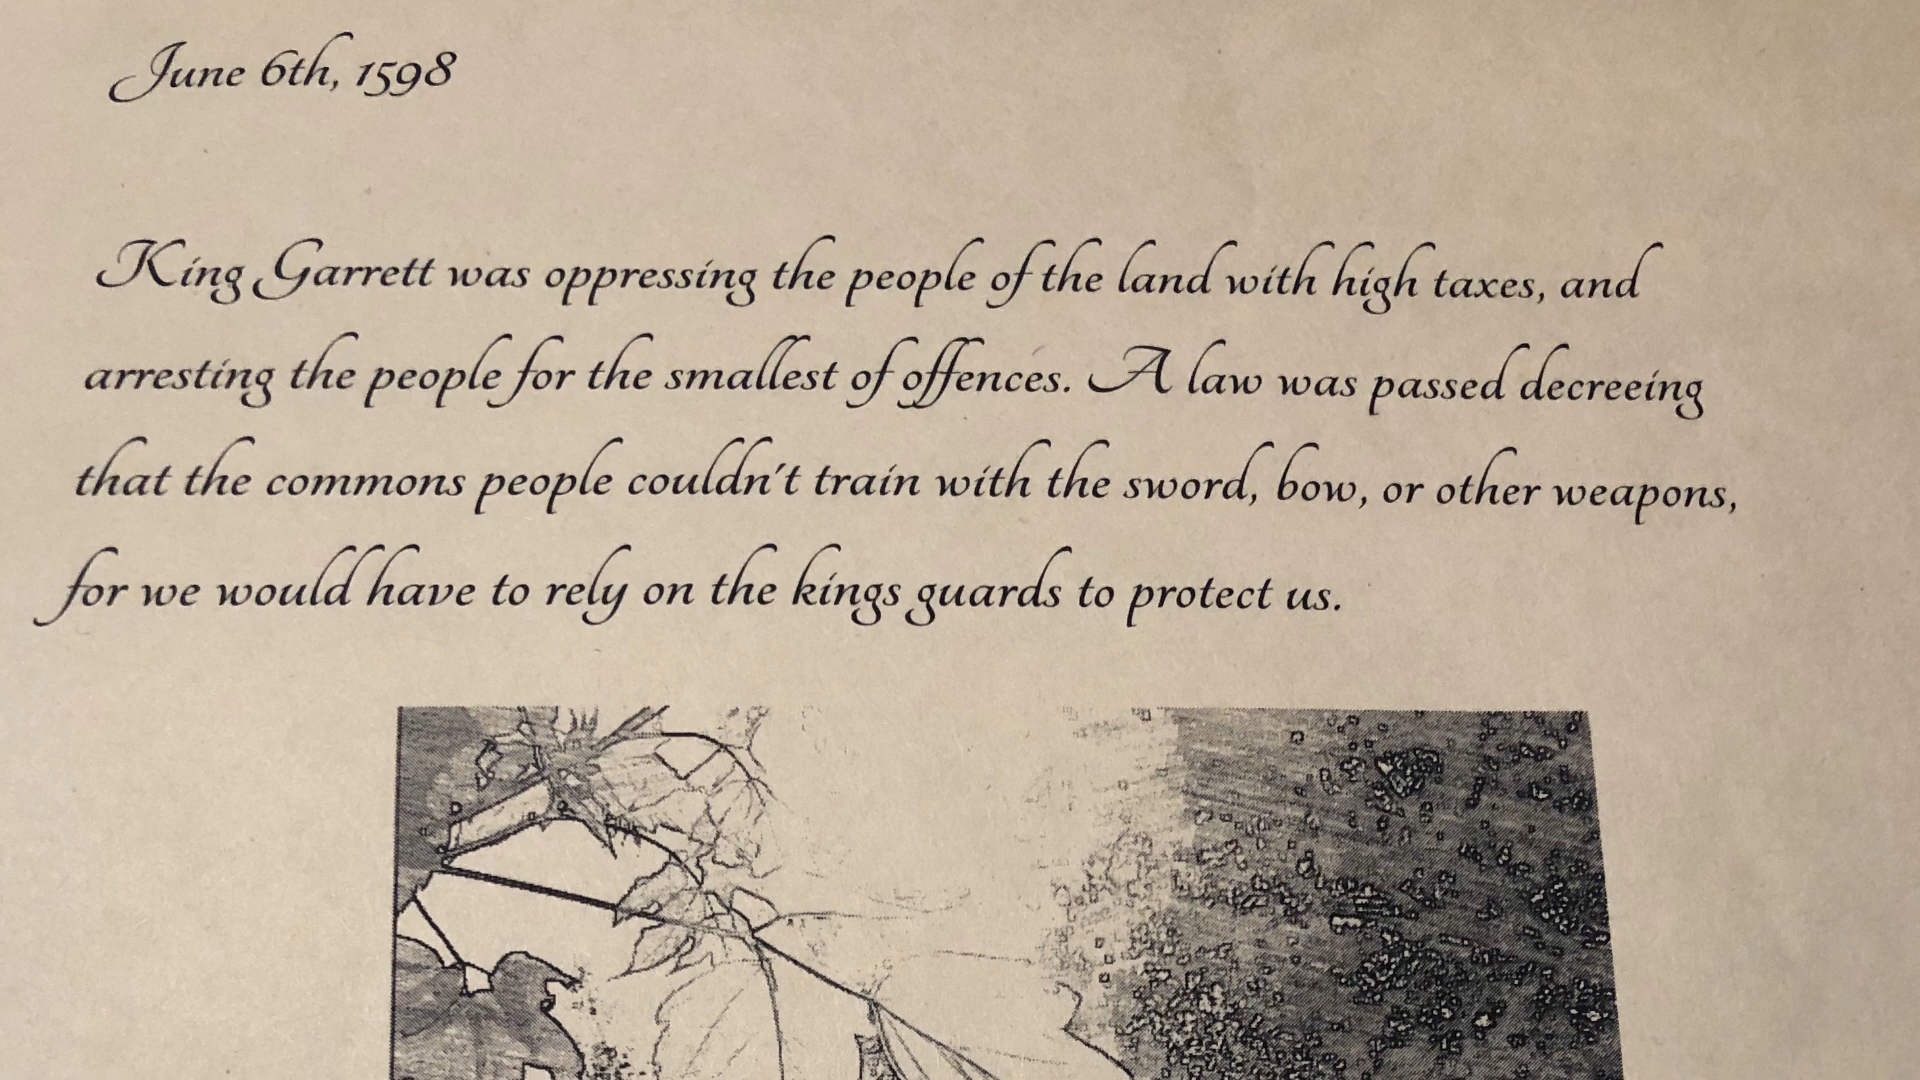 June 6th, 1598
King Garrett was oppressing the people of the land with high taxes, and
arresting the people for the smallest of offences. A law was passed decreeing
that the commons people couldn't train with the sword, bow, or other weapons,
for we would have to rely on the kings guards to protect us.